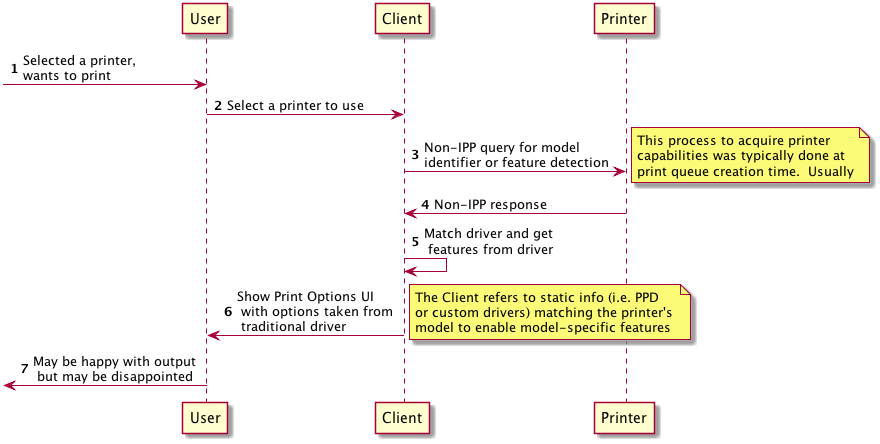 User
Client
Printer
1 Selected a printer,
wants to print
2 Select a printer to use
3 Non-IPP query for model
identifier or feature detection
This process to acquire printer
capabilities was typically done at
print queue creation time.  Usually
4 Non-IPP response
5 Match driver and get
features from driver
6 Show Print Options UI
with options taken from
traditional driver
The Client refers to static info (i.e. PPD
or custom drivers) matching the printer's
model to enable model-specific features
7 May be happy with output
but may be disappointed
User
Client
Printer